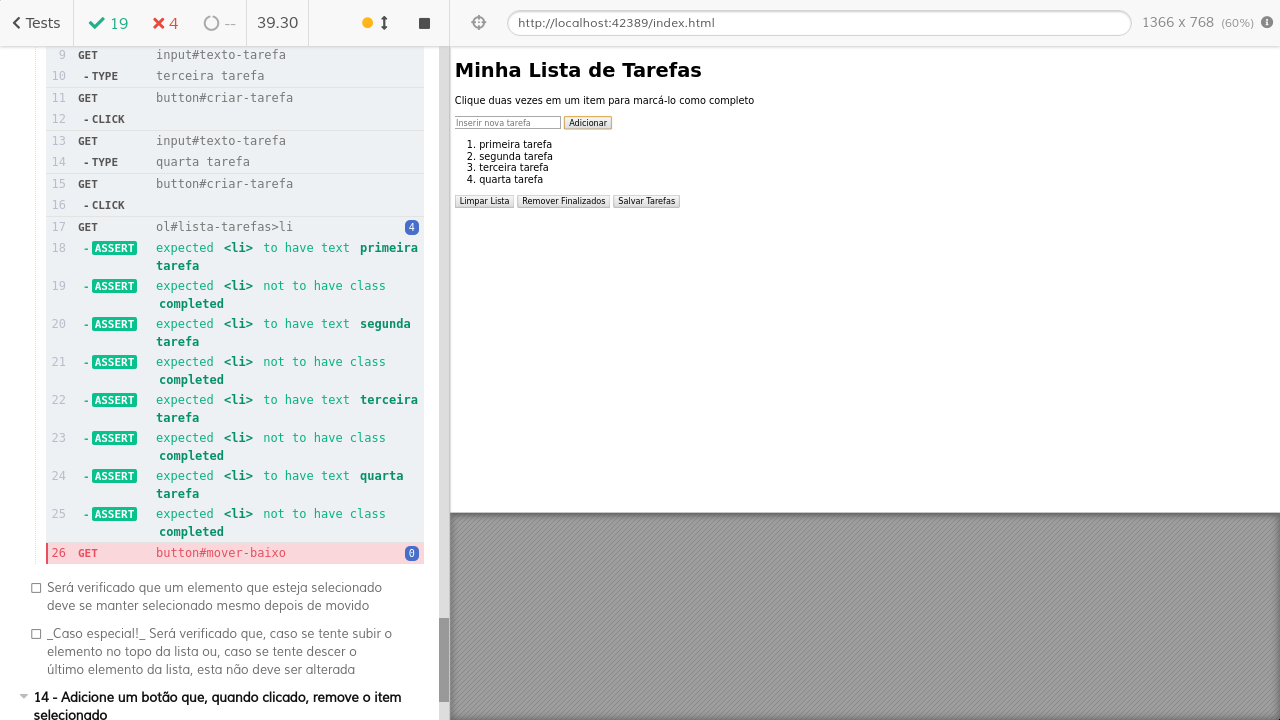 Tests 19 4 -- 39.30 http://localhost:42389/index.html 1366 x 768 (60%)
9 GET input#texto-tarefa
10 - TYPE terceira tarefa
11 GET button#criar-tarefa
12 - CLICK
13 GET input#texto-tarefa
14 - TYPE quarta tarefa
15 GET button#criar-tarefa
16 - CLICK
17 GET ol#lista-tarefas>li 4
18 - ASSERT expected <li> to have text primeira
tarefa
19 - ASSERT expected <li> not to have class
completed
20 - ASSERT expected <li> to have text segunda
tarefa
21 - ASSERT expected <li> not to have class
completed
22 - ASSERT expected <li> to have text terceira
tarefa
23 - ASSERT expected <li> not to have class
completed
24 - ASSERT expected <li> to have text quarta
tarefa
25 - ASSERT expected <li> not to have class
completed
26 GET button#mover-baixo 0
Será verificado que um elemento que esteja selecionado
deve se manter selecionado mesmo depois de movido
_Caso especial!_ Será verificado que, caso se tente subir o
elemento no topo da lista ou, caso se tente descer o
último elemento da lista, esta não deve ser alterada
14 - Adicione um botão que, quando clicado, remove o item
selecionado
Minha Lista de Tarefas
Clique duas vezes em um item para marcá-lo como completo
Inserir nova tarefa Adicionar
1. primeira tarefa
2. segunda tarefa
3. terceira tarefa
4. quarta tarefa
Limpar Lista Remover Finalizados Salvar Tarefas